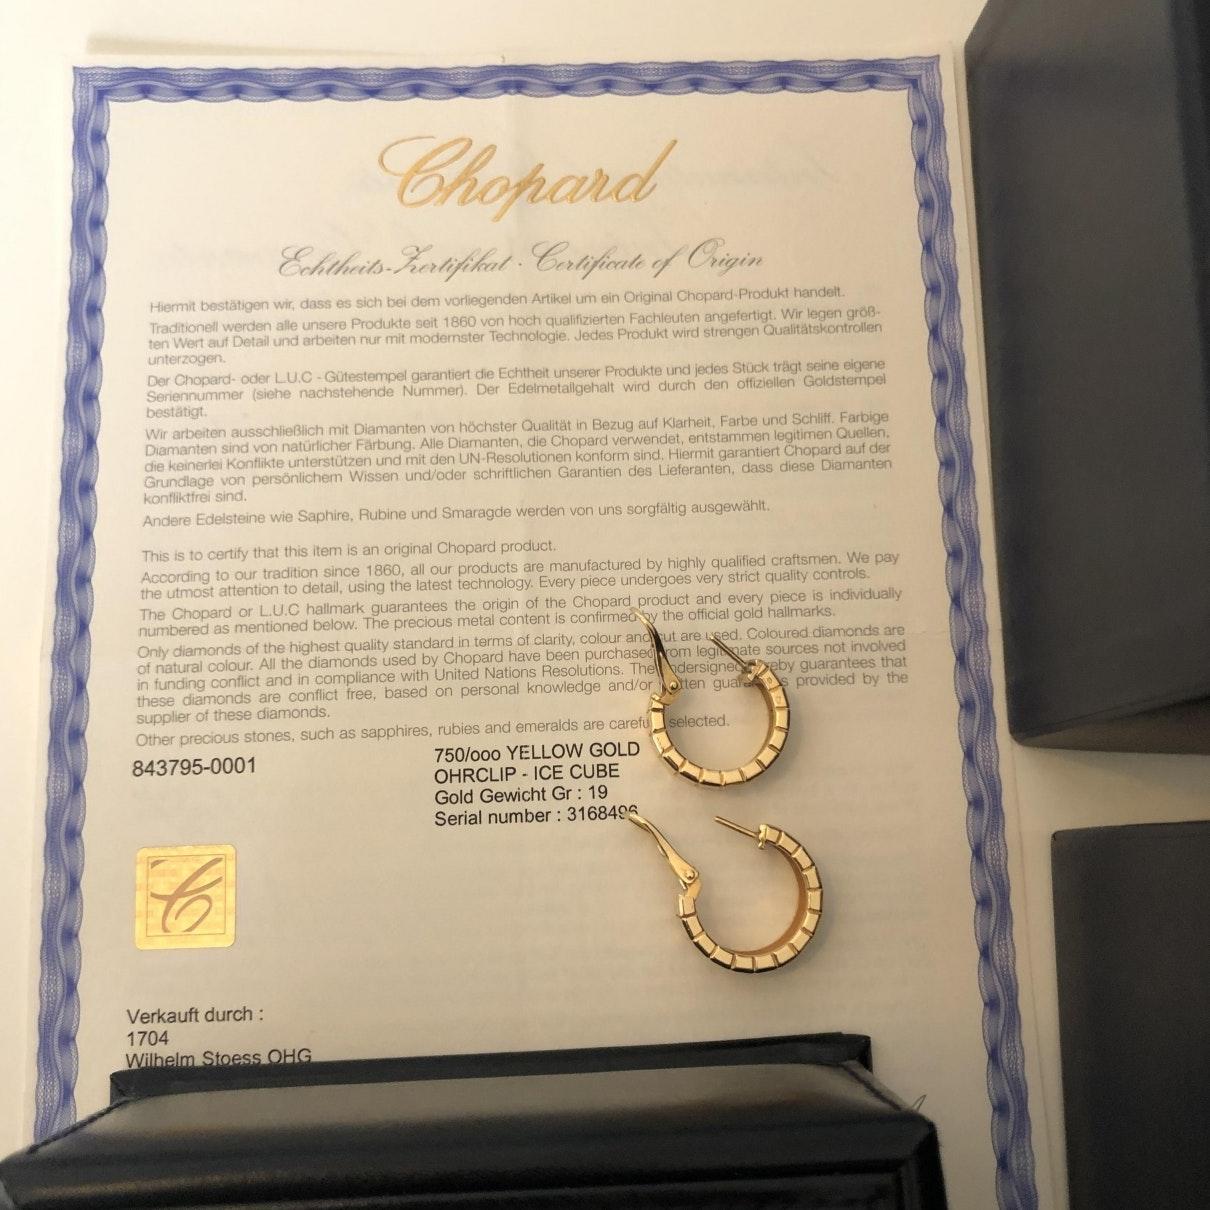 Chopard
Echtheits-Zertifikat · Certificate of Origin
Hiermit bestätigen wir, dass es sich bei dem vorliegenden Artikel um ein Original Chopard-Produkt handelt.
Traditionell werden alle unsere Produkte seit 1860 von hoch qualifizierten Fachleuten angefertigt. Wir legen größ-
ten Wert auf Detail und arbeiten nur mit modernster Technologie. Jedes Produkt wird strengen Qualitätskontrollen
unterzogen.
Der Chopard- oder L.U.C - Gütestempel garantiert die Echtheit unserer Produkte und jedes Stück trägt seine eigene
Seriennummer (siehe nachstehende Nummer). Der Edelmetallgehalt wird durch den offiziellen Goldstempel
bestätigt.
Wir arbeiten ausschließlich mit Diamanten von höchster Qualität in Bezug auf Klarheit, Farbe und Schliff. Farbige
Diamanten sind von natürlicher Färbung. Alle Diamanten, die Chopard verwendet, entstammen legitimen Quellen,
die keinerlei Konflikte unterstützen und mit den UN-Resolutionen konform sind. Hiermit garantiert Chopard auf der
Grundlage von persönlichem Wissen und/oder schriftlichen Garantien des Lieferanten, dass diese Diamanten
konfliktfrei sind.
Andere Edelsteine wie Saphire, Rubine und Smaragde werden von uns sorgfältig ausgewählt.
This is to certify that this item is an original Chopard product.
According to our tradition since 1860, all our products are manufactured by highly qualified craftsmen. We pay
the utmost attention to detail, using the latest technology. Every piece undergoes very strict quality controls.
The Chopard or L.U.C hallmark guarantees the origin of the Chopard product and every piece is individually
numbered as mentioned below. The precious metal content is confirmed by the official gold hallmarks.
Only diamonds of the highest quality standard in terms of clarity, colour and cut are used. Coloured diamonds are
of natural colour. All the diamonds used by Chopard have been purchased from legitimate sources not involved
in funding conflict and in compliance with United Nations Resolutions. The undersigned hereby guarantees that
these diamonds are conflict free, based on personal knowledge and/or written guarantees provided by the
supplier of these diamonds.
Other precious stones, such as sapphires, rubies and emeralds are carefu selected.
843795-0001
750/ooo YELLOW GOLD
OHRCLIP - ICE CUBE
Gold Gewicht Gr : 19
Serial number : 3168496
Verkauft durch :
1704
Wilhelm Stoess OHG